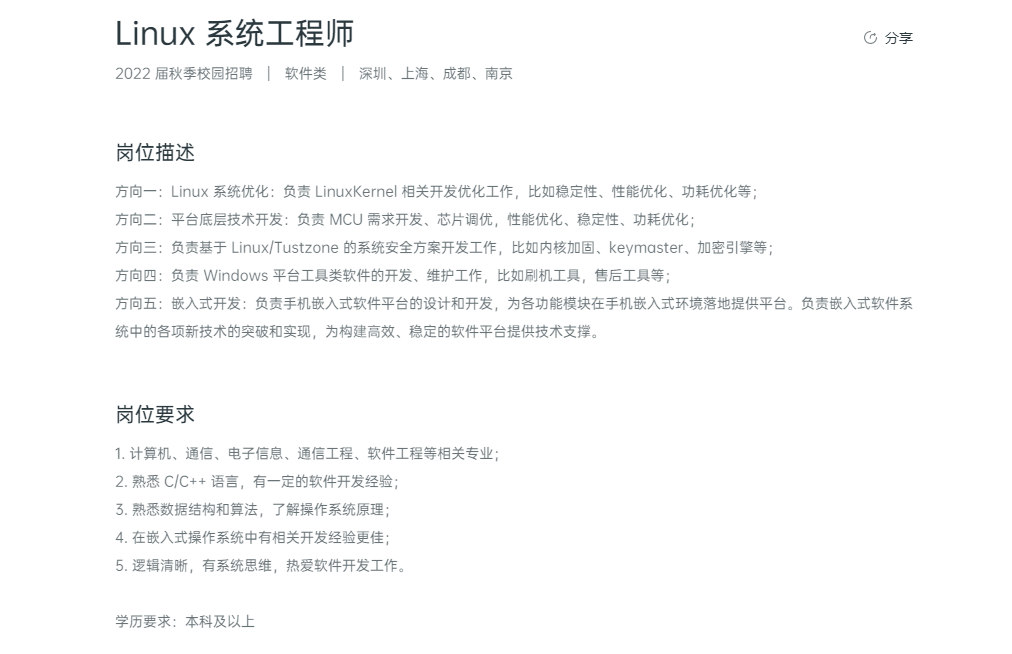 Linux 系统工程师
分享
2022 届秋季校园招聘 | 软件类 | 深圳、上海、成都、南京
岗位描述
方向一：Linux 系统优化：负责 LinuxKernel 相关开发优化工作，比如稳定性、性能优化、功耗优化等；
方向二：平台底层技术开发：负责 MCU 需求开发、芯片调优，性能优化、稳定性、功耗优化；
方向三：负责基于 Linux/Tustzone 的系统安全方案开发工作，比如内核加固、keymaster、加密引擎等；
方向四：负责 Windows 平台工具类软件的开发、维护工作，比如刷机工具，售后工具等；
方向五：嵌入式开发：负责手机嵌入式软件平台的设计和开发，为各功能模块在手机嵌入式环境落地提供平台。负责嵌入式软件系
统中的各项新技术的突破和实现，为构建高效、稳定的软件平台提供技术支撑。
岗位要求
1. 计算机、通信、电子信息、通信工程、软件工程等相关专业；
2. 熟悉 C/C++ 语言，有一定的软件开发经验；
3. 熟悉数据结构和算法，了解操作系统原理；
4. 在嵌入式操作系统中有相关开发经验更佳；
5. 逻辑清晰，有系统思维，热爱软件开发工作。
学历要求：本科及以上